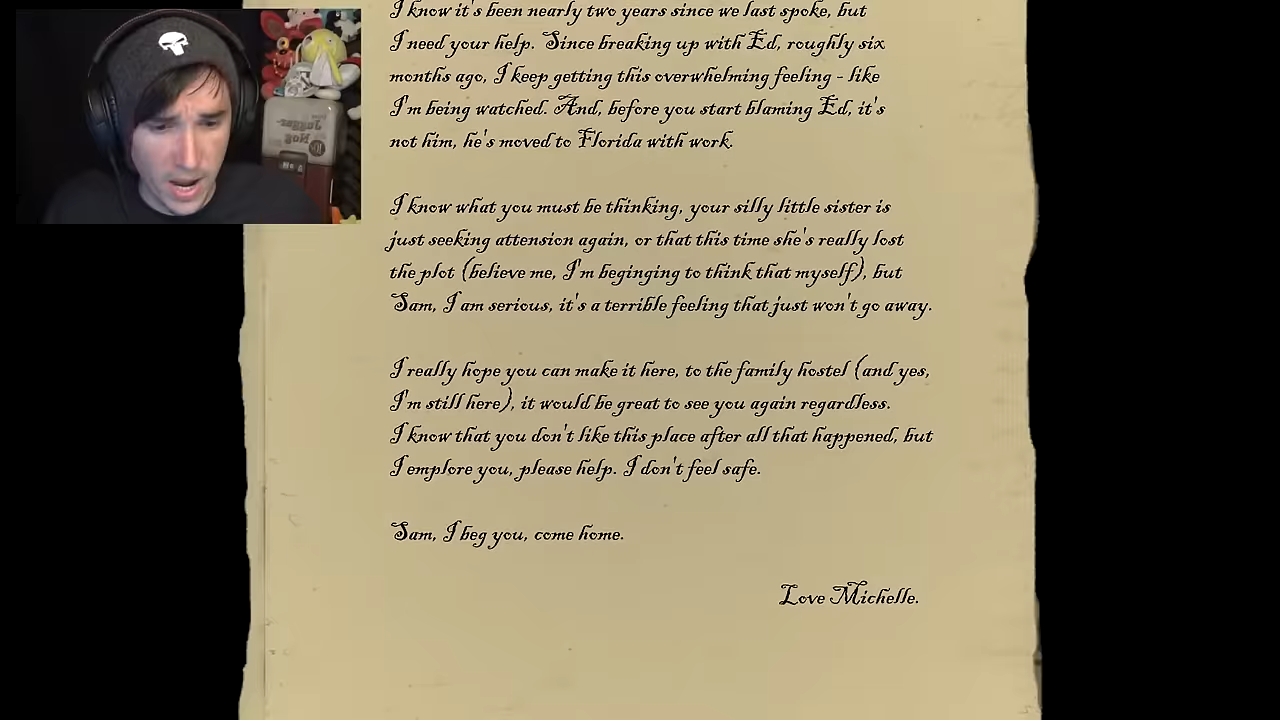 I know it's been nearly two years since we last spoke, but
I need your help. Since breaking up with Ed, roughly six
months ago, I keep getting this overwhelming feeling - like
I'm being watched. And, before you start blaming Ed, it's
not him, he's moved to Florida with work.
I know what you must be thinking, your silly little sister is
just seeking attension again, or that this time she's really lost
the plot (believe me, I'm beginging to think that myself), but
Sam, I am serious, it's a terrible feeling that just won't go away.
I really hope you can make it here, to the family hostel (and yes,
I'm still here), it would be great to see you again regardless.
I know that you don't like this place after all that happened, but
I emplore you, please help. I don't feel safe.
Sam, I beg you, come home.
Love Michelle.